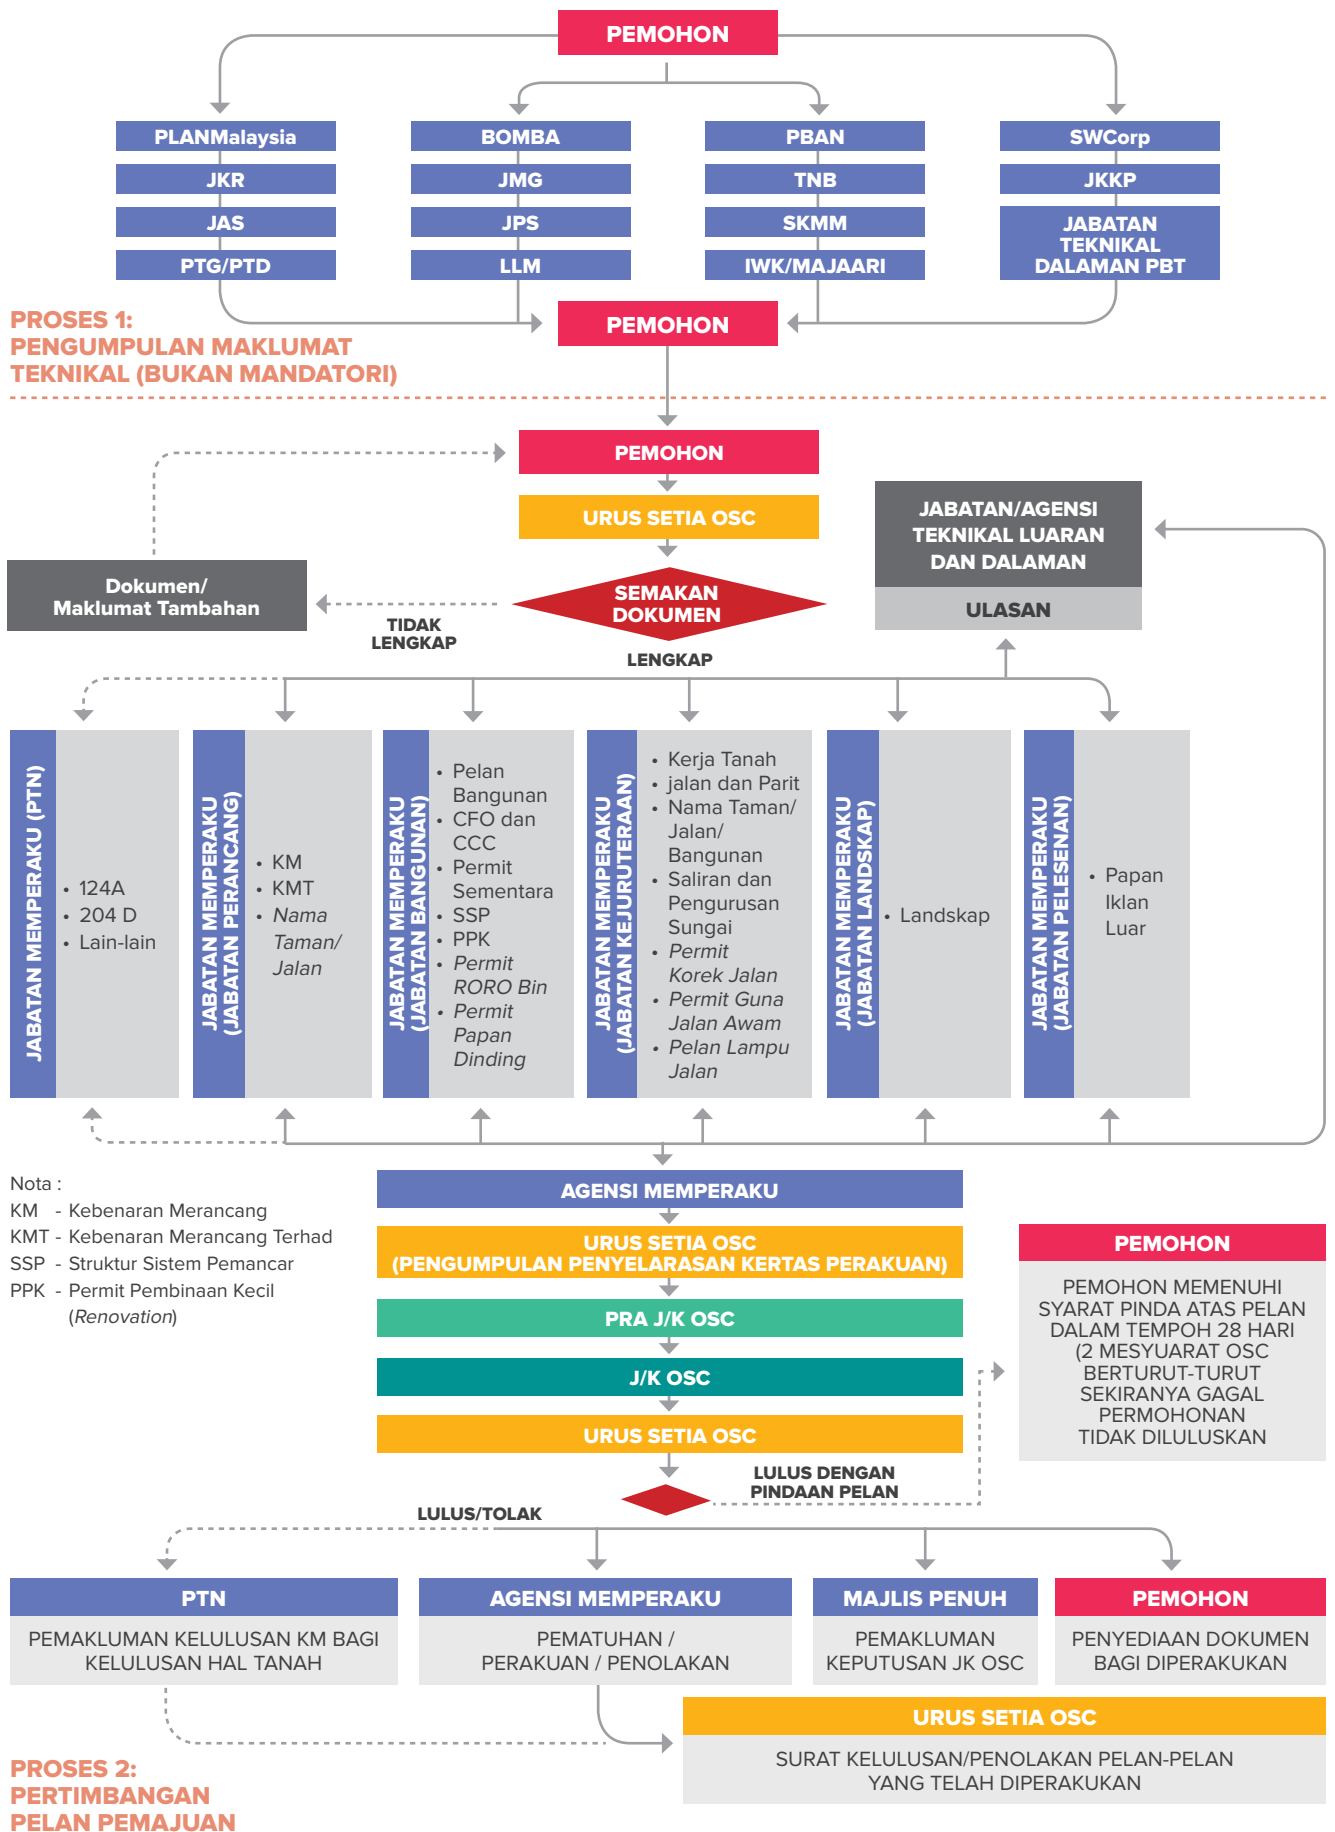 PEMOHON
PLANMalaysia
JKR
JAS
PTG/PTD
BOMBA
JMG
JPS
LLM
PBAN
TNB
SKMM
IWK/MAJAARI
SWCorp
JKKP
JABATAN
TEKNIKAL
DALAMAN PBT
PEMOHON
PROSES 1:
PENGUMPULAN MAKLUMAT
TEKNIKAL (BUKAN MANDATORI)
PEMOHON
URUS SETIA OSC
SEMAKAN
DOKUMEN
TIDAK
LENGKAP
Dokumen/
Maklumat Tambahan
LENGKAP
JABATAN/AGENSI
TEKNIKAL LUARAN
DAN DALAMAN
ULASAN
JABATAN MEMPERAKU (PTN)
• 124A
• 204 D
• Lain-lain
JABATAN MEMPERAKU
(JABATAN PERANCANG)
• KM
• KMT
• Nama
Taman/
Jalan
JABATAN MEMPERAKU
(JABATAN BANGUNAN)
• Pelan
Bangunan
• CFO dan
CCC
• Permit
Sementara
• SSP
• PPK
• Permit
RORO Bin
• Permit
Papan
Dinding
JABATAN MEMPERAKU
(JABATAN KEJURUTERAAN)
• Kerja Tanah
• jalan dan Parit
• Nama Taman/
Jalan/
Bangunan
• Saliran dan
Pengurusan
Sungai
• Permit
Korek Jalan
• Permit Guna
Jalan Awam
• Pelan Lampu
Jalan
JABATAN MEMPERAKU
(JABATAN LANDSKAP)
• Landskap
JABATAN MEMPERAKU
(JABATAN PELESENAN)
• Papan
Iklan
Luar
Nota :
KM - Kebenaran Merancang
KMT - Kebenaran Merancang Terhad
SSP - Struktur Sistem Pemancar
PPK - Permit Pembinaan Kecil
(Renovation)
AGENSI MEMPERAKU
URUS SETIA OSC
(PENGUMPULAN PENYELARASAN KERTAS PERAKUAN)
PRA J/K OSC
J/K OSC
URUS SETIA OSC
PEMOHON
PEMOHON MEMENUHI
SYARAT PINDA ATAS PELAN
DALAM TEMPOH 28 HARI
(2 MESYUARAT OSC
BERTURUT-TURUT
SEKIRANYA GAGAL
PERMOHONAN
TIDAK DILULUSKAN
LULUS DENGAN
PINDAAN PELAN
LULUS/TOLAK
PTN
PEMAKLUMAN KELULUSAN KM BAGI
KELULUSAN HAL TANAH
AGENSI MEMPERAKU
PEMATUHAN /
PERAKUAN / PENOLAKAN
MAJLIS PENUH
PEMAKLUMAN
KEPUTUSAN JK OSC
PEMOHON
PENYEDIAAN DOKUMEN
BAGI DIPERAKUKAN
URUS SETIA OSC
SURAT KELULUSAN/PENOLAKAN PELAN-PELAN
YANG TELAH DIPERAKUKAN
PROSES 2:
PERTIMBANGAN
PELAN PEMAJUAN